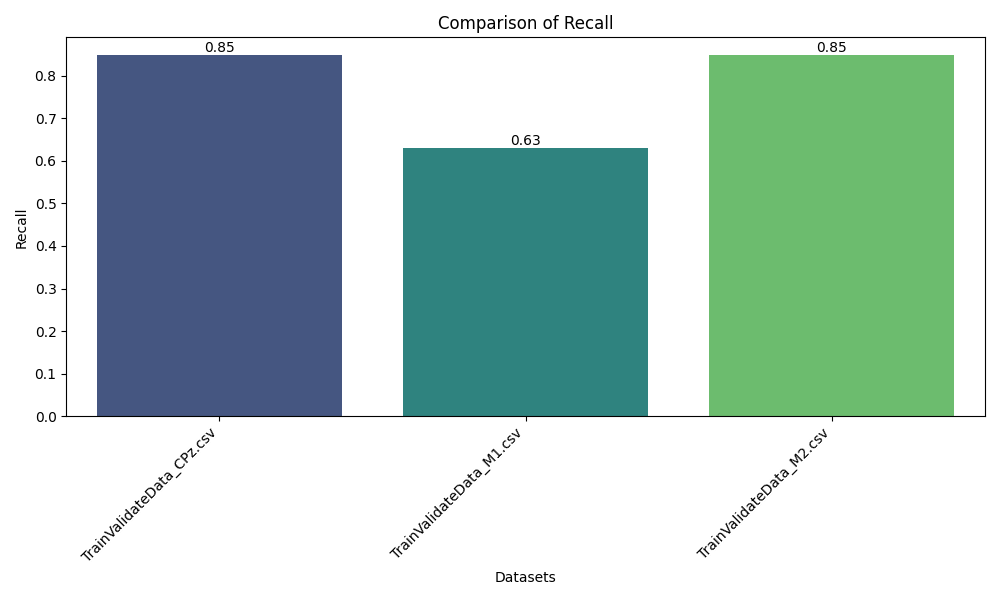 Comparison of Recall
0.85
0.63
0.85
Recall
0.8
0.7
0.6
0.5
0.4
0.3
0.2
0.1
0.0
TrainValidateData_CPz.csv
TrainValidateData_M1.csv
TrainValidateData_M2.csv
Datasets